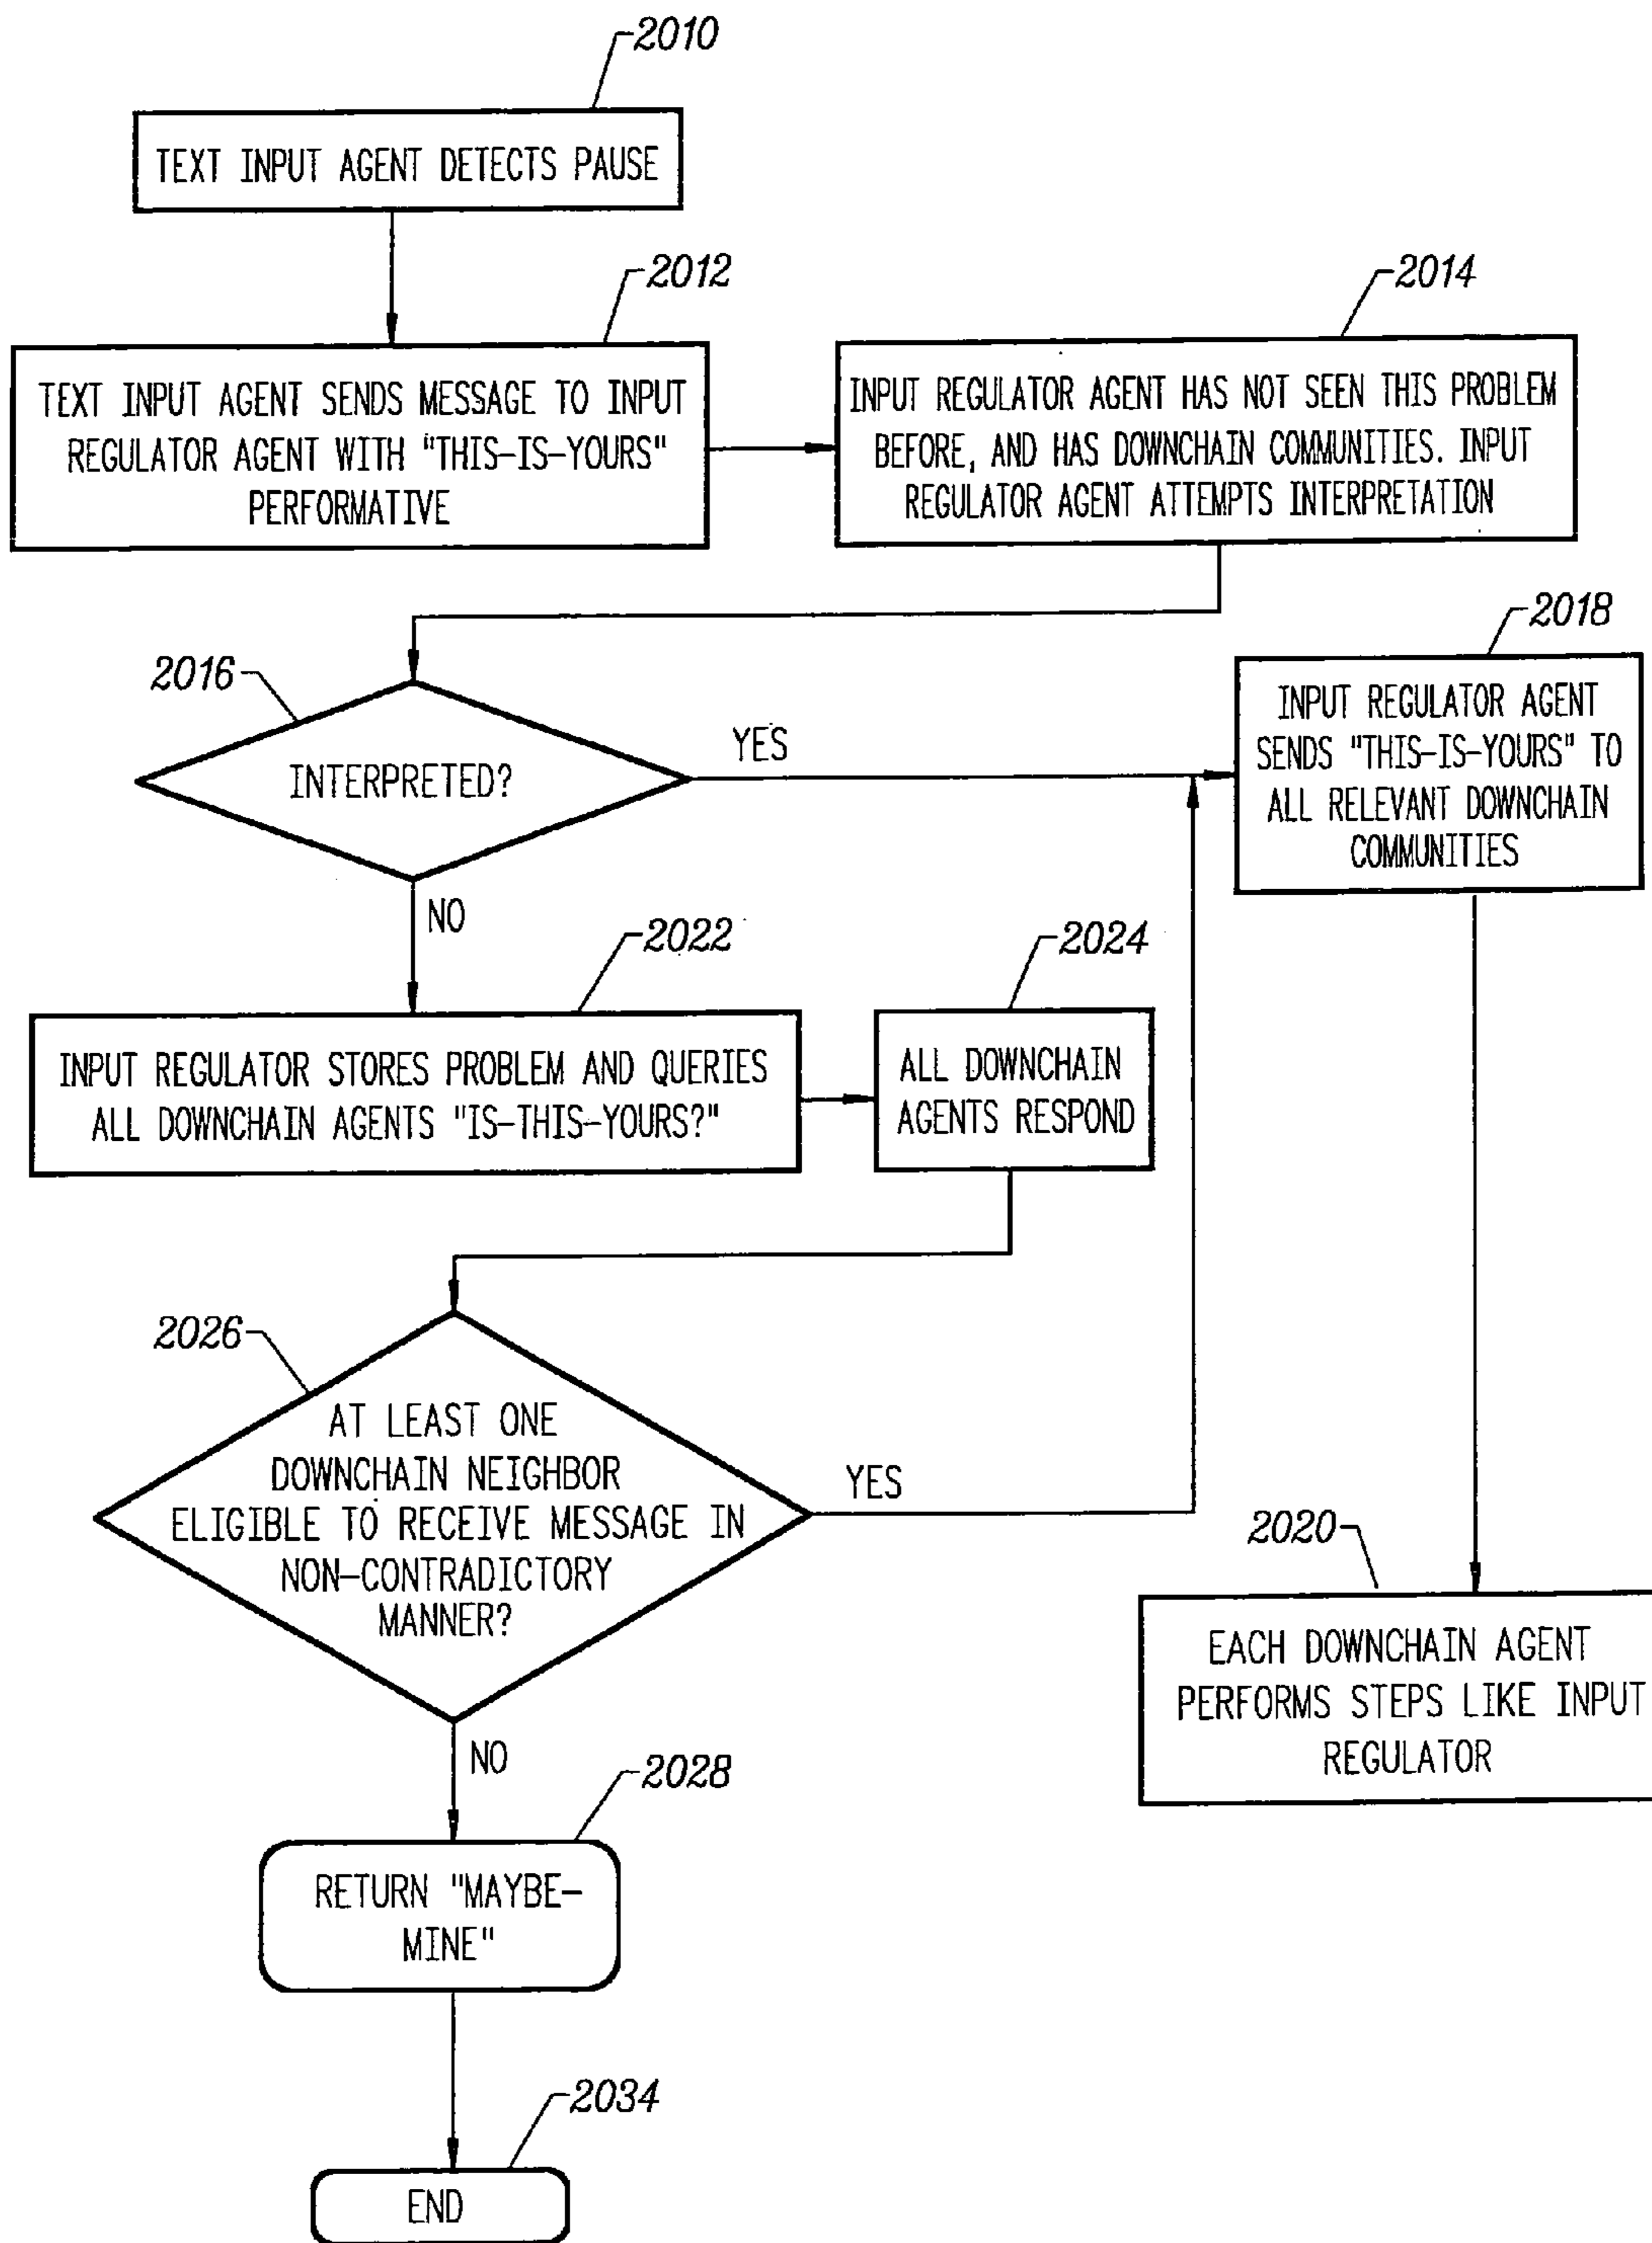 2010
TEXT INPUT AGENT DETECTS PAUSE
2012
TEXT INPUT AGENT SENDS MESSAGE TO INPUT
REGULATOR AGENT WITH "THIS-IS-YOURS"
PERFORMATIVE
2014
INPUT REGULATOR AGENT HAS NOT SEEN THIS PROBLEM
BEFORE, AND HAS DOWNCHAIN COMMUNITIES. INPUT
REGULATOR AGENT ATTEMPTS INTERPRETATION
2016
INTERPRETED?
YES
NO
2018
INPUT REGULATOR AGENT
SENDS "THIS-IS-YOURS" TO
ALL RELEVANT DOWNCHAIN
COMMUNITIES
2022
INPUT REGULATOR STORES PROBLEM AND QUERIES
ALL DOWNCHAIN AGENTS "IS-THIS-YOURS?"
2024
ALL DOWNCHAIN
AGENTS RESPOND
2026
AT LEAST ONE
DOWNCHAIN NEIGHBOR
ELIGIBLE TO RECEIVE MESSAGE IN
NON-CONTRADICTORY
MANNER?
YES
NO
2020
EACH DOWNCHAIN AGENT
PERFORMS STEPS LIKE INPUT
REGULATOR
2028
RETURN "MAYBE-
MINE"
2034
END